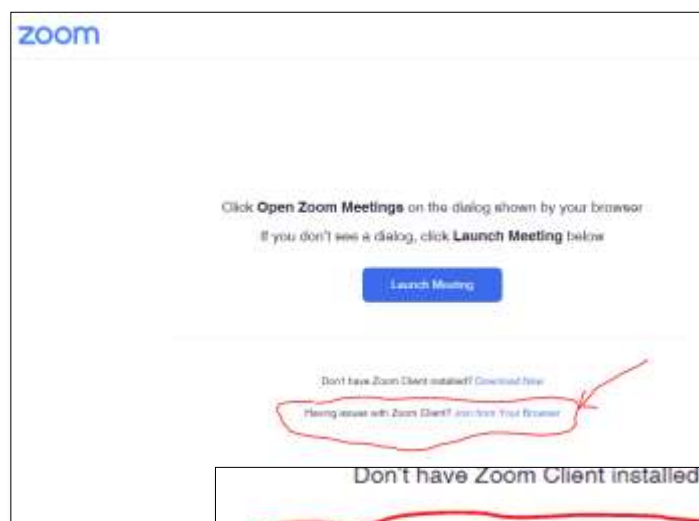 zoom
Click Open Zoom Meetings on the dialog shown by your browser
If you don't see a dialog, click Launch Meeting below
Launch Meeting
Don't have Zoom Client installed? Download Now
Having issues with Zoom Client? Join from Your Browser
Don't have Zoom Client installed